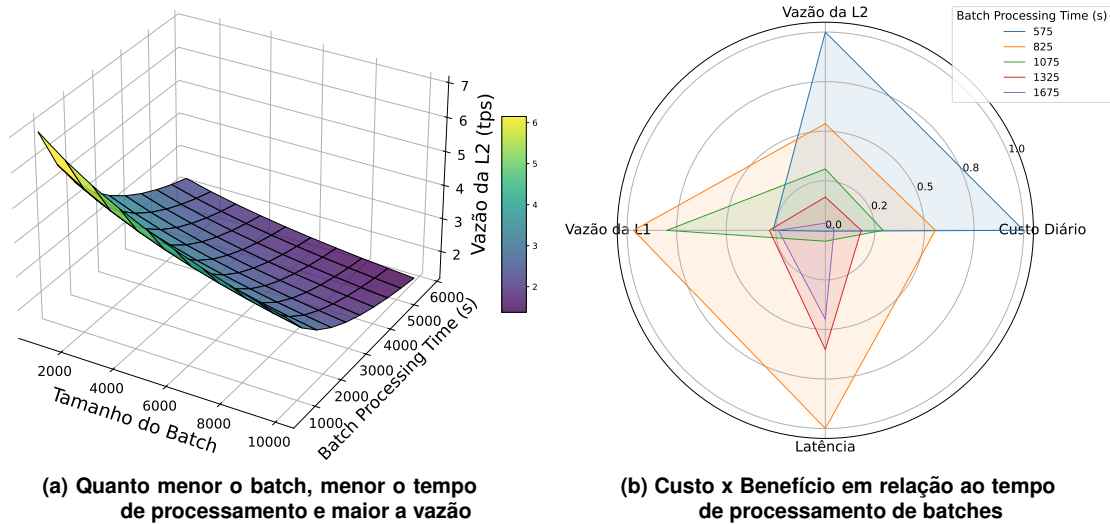 7
6
5
4
3
2
Vazão da L2 (tps)
6
5
4
3
2
2000
4000
6000
8000
10000
Tamanho do Batch
1000
2000
3000
4000
5000
6000
Batch Processing Time (s)
(a) Quanto menor o batch, menor o tempo
de processamento e maior a vazão
Vazão da L2
Batch Processing Time (s)
575
825
1075
1325
1675
1.0
0.8
0.5
0.2
0.0
Vazão da L1
Custo Diário
Latência
(b) Custo x Benefício em relação ao tempo
de processamento de batches